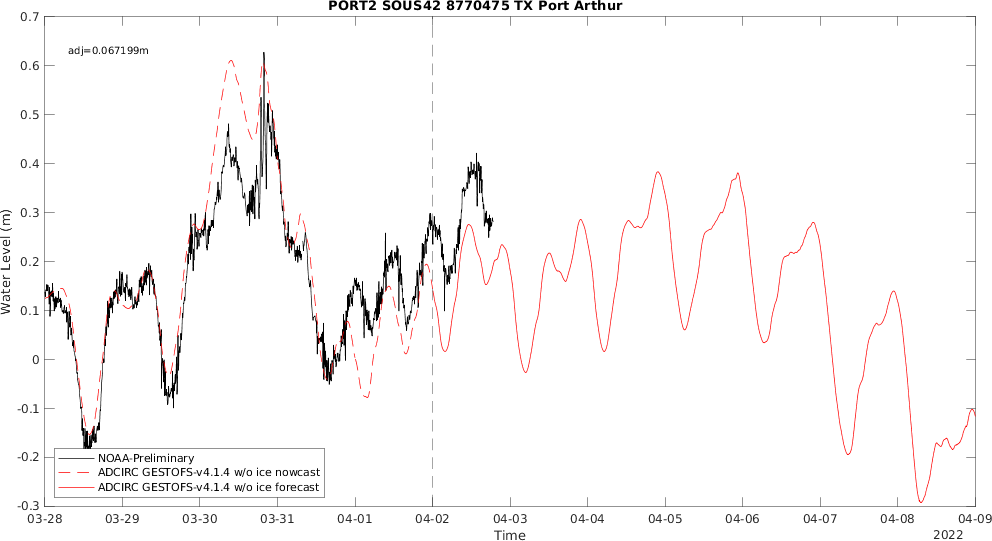 PORT2 SOUS42 8770475 TX Port Arthur
adj=0.067199m
0.7
0.6
0.5
0.4
0.3
0.2
0.1
0
-0.1
-0.2
-0.3
Water Level (m)
NOAA-Preliminary
ADCIRC GESTOFS-v4.1.4 w/o ice nowcast
ADCIRC GESTOFS-v4.1.4 w/o ice forecast
03-28 03-29 03-30 03-31 04-01 04-02 04-03 04-04 04-05 04-06 04-07 04-08 04-09
Time
2022